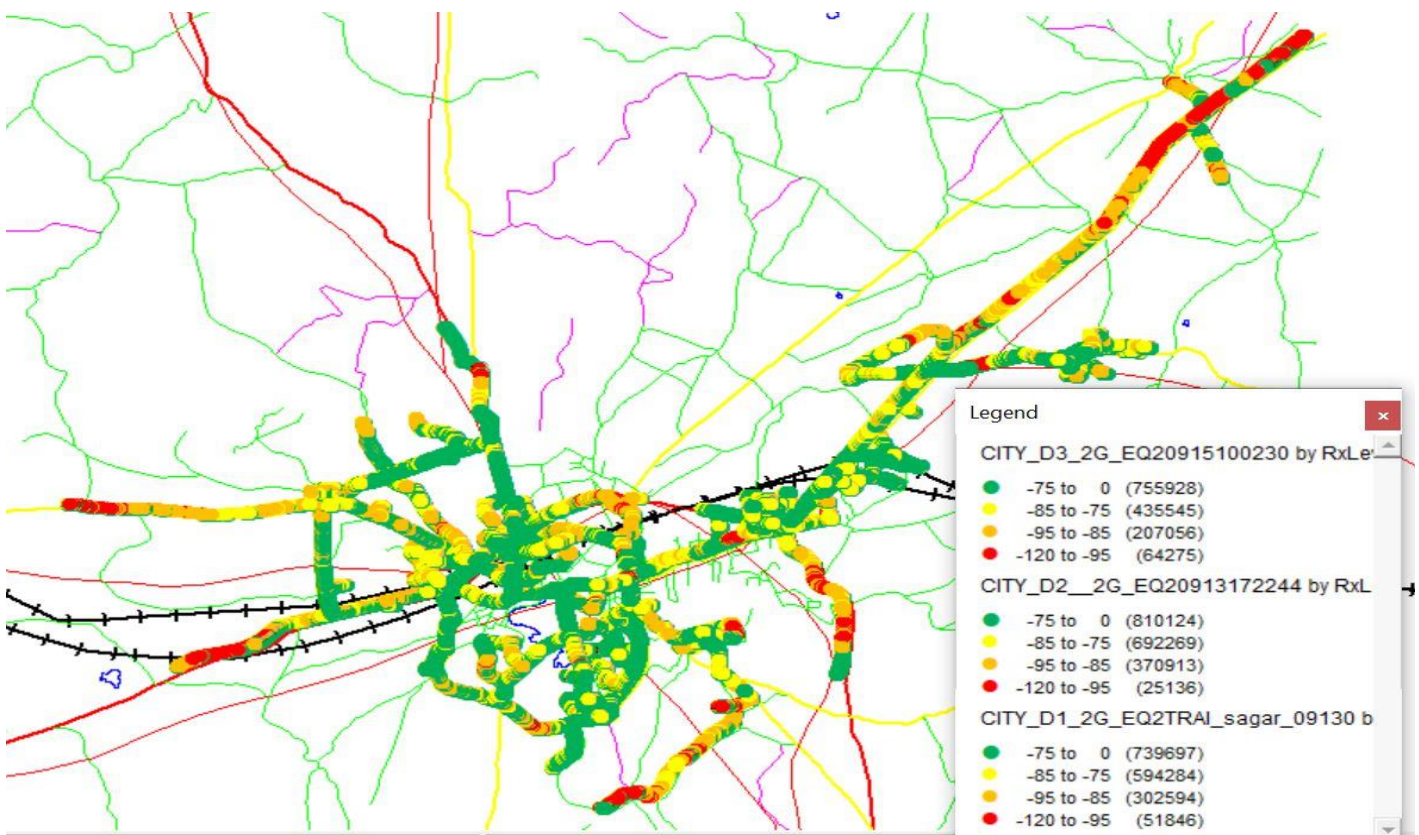 Legend
CITY_D3_2G_EQ20915100230 by RxLe
-75 to 0 (755928)
-85 to -75 (435545)
-95 to -85 (207056)
-120 to -95 (64275)
CITY_D2__2G_EQ20913172244 by RxL
-75 to 0 (810124)
-85 to -75 (692269)
-95 to -85 (370913)
-120 to -95 (25136)
CITY_D1_2G_EQ2TRAI_sagar_09130 b
-75 to 0 (739697)
-85 to -75 (594284)
-95 to -85 (302594)
-120 to -95 (51846)